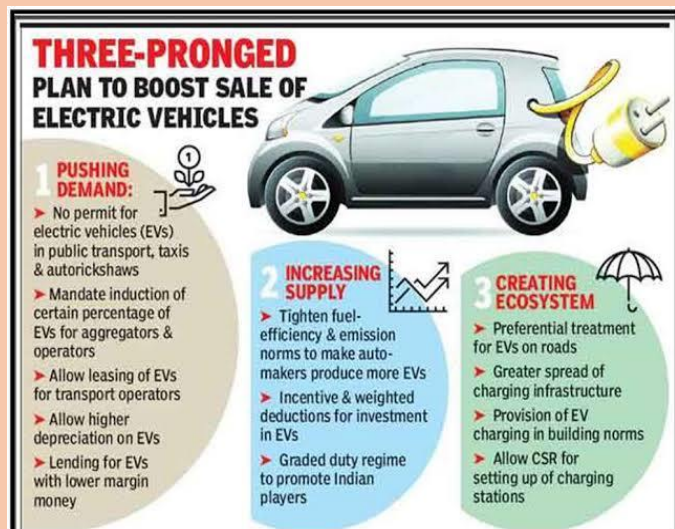 THREE-PRONGED
PLAN TO BOOST SALE OF
ELECTRIC VEHICLES
1 PUSHING
DEMAND:
➤ No permit for
electric vehicles (EVs)
in public transport, taxis
& autorickshaws
➤ Mandate induction of
certain percentage of
EVs for aggregators &
operators
➤ Allow leasing of EVs
for transport operators
➤ Allow higher
depreciation on EVs
➤ Lending for EVs
with lower margin
money
1
2 INCREASING
SUPPLY
➤ Tighten fuel-
efficiency & emission
norms to make auto-
makers produce more EVs
➤ Incentive & weighted
deductions for investment
in EVs
➤ Graded duty regime
to promote Indian
players
3 CREATING
ECOSYSTEM
➤ Preferential treatment
for EVs on roads
➤ Greater spread of
charging infrastructure
➤ Provision of EV
charging in building norms
➤ Allow CSR for
setting up of charging
stations